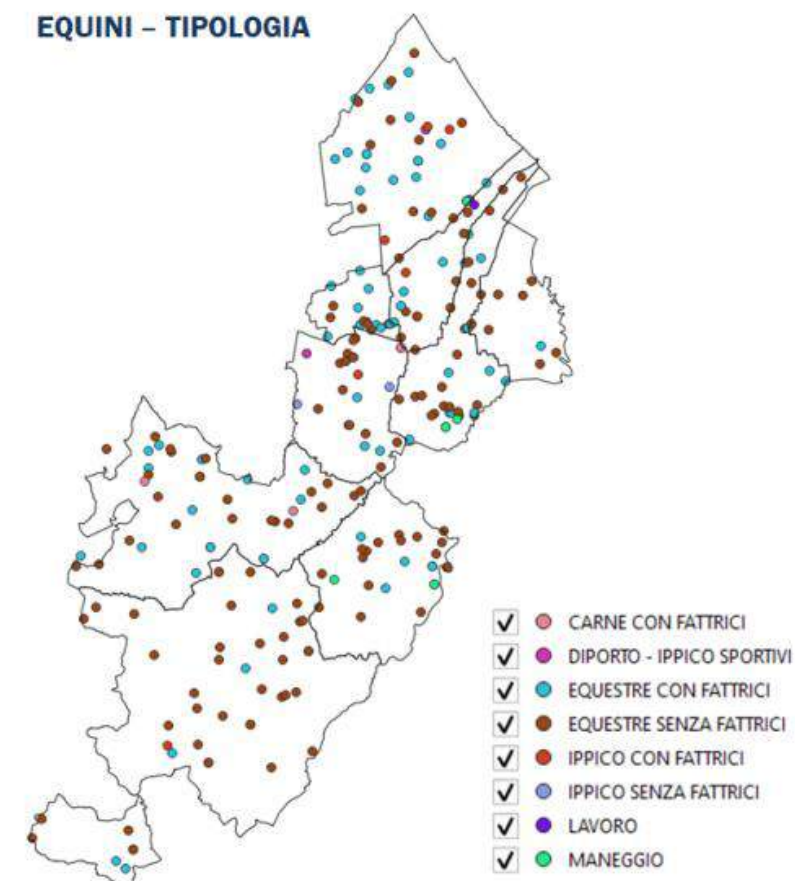 EQUINI – TIPOLOGIA
CARNE CON FATTRICI
DIPORTO - IPPICO SPORTIVI
EQUESTRE CON FATTRICI
EQUESTRE SENZA FATTRICI
IPPICO CON FATTRICI
IPPICO SENZA FATTRICI
LAVORO
MANEGGIO